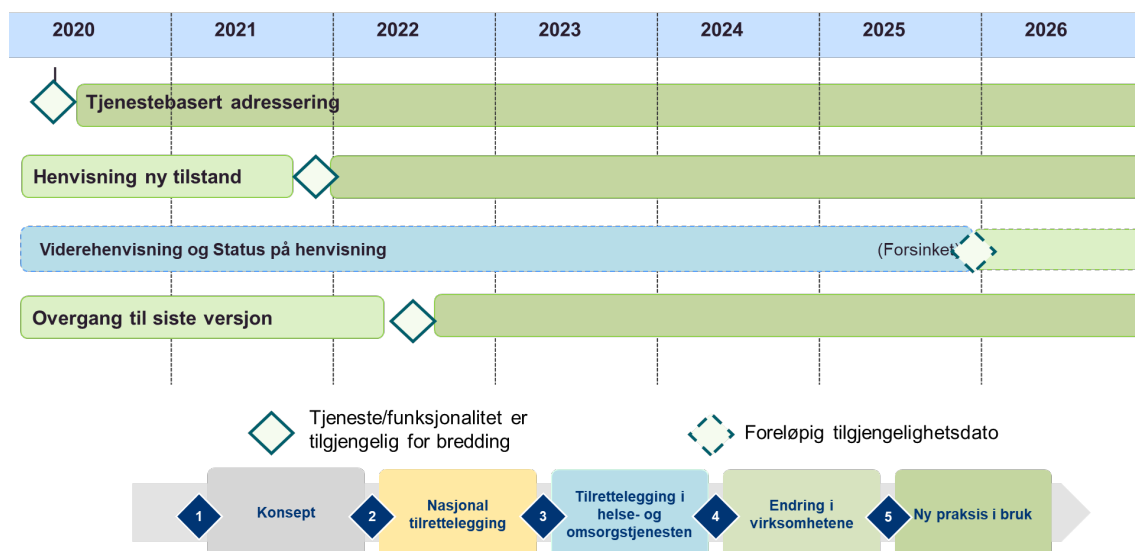 2020 2021 2022 2023 2024 2025 2026
Tjenestebasert adressering
Henvisning ny tilstand
Viderehenvisning og Status på henvisning (Forsinket)
Overgang til siste versjon
Tjeneste/funksjonalitet er
tilgjengelig for bredding
Foreløpig tilgjengelighetsdato
1 Konsept
2 Nasjonal
tilrettelegging
3 Tilrettelegging i
helse- og
omsorgstjenesten
4 Endring i
virksomhetene
5 Ny praksis i bruk